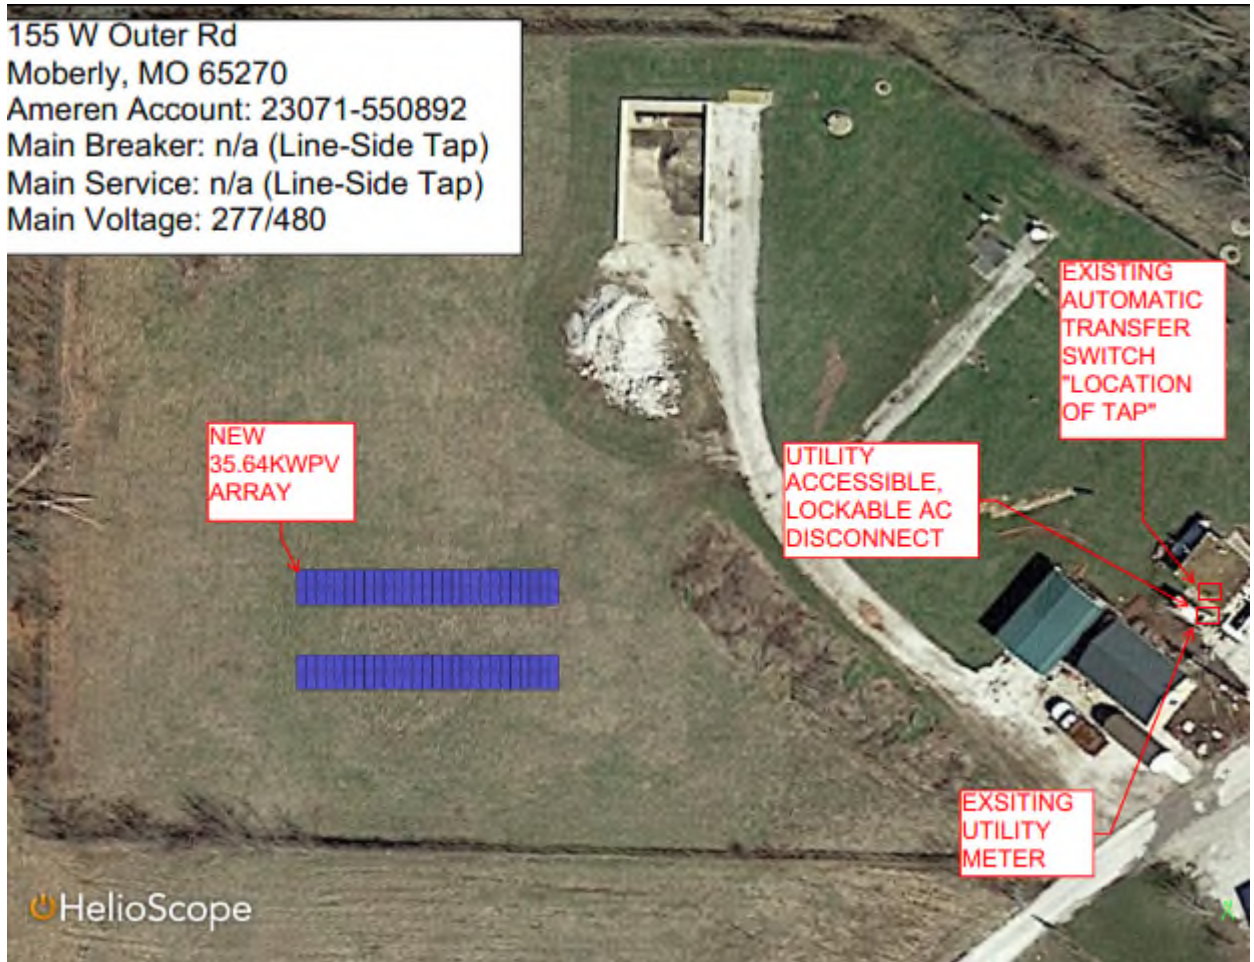 155 W Outer Rd
Moberly, MO 65270
Ameren Account: 23071-550892
Main Breaker: n/a (Line-Side Tap)
Main Service: n/a (Line-Side Tap)
Main Voltage: 277/480
EXISTING
AUTOMATIC
TRANSFER
SWITCH
"LOCATION
OF TAP"
NEW
35.64KWPV
ARRAY
UTILITY
ACCESSIBLE,
LOCKABLE AC
DISCONNECT
EXSITING
UTILITY
METER
HelioScope